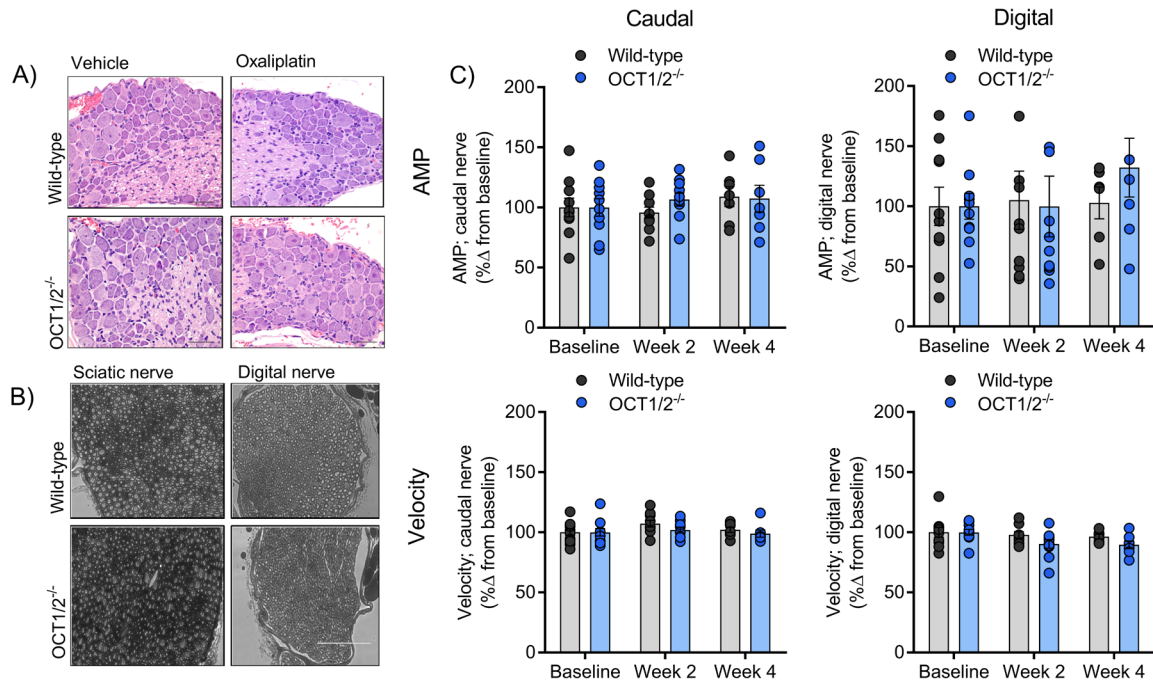 A)
Vehicle
Oxaliplatin
Wild-type
OCT1/2-/-
B)
Sciatic nerve
Digital nerve
Wild-type
OCT1/2-/-
C)
Caudal
Digital
AMP
Wild-type
OCT1/2-/-
AMP; caudal nerve
(%Δ from baseline)
200
150
100
50
0
Baseline
Week 2
Week 4
Wild-type
OCT1/2-/-
AMP; digital nerve
(%Δ from baseline)
200
150
100
50
0
Baseline
Week 2
Week 4
Velocity
Wild-type
OCT1/2-/-
Velocity; caudal nerve
(%Δ from baseline)
200
150
100
50
0
Baseline
Week 2
Week 4
Wild-type
OCT1/2-/-
Velocity; digital nerve
(%Δ from baseline)
200
150
100
50
0
Baseline
Week 2
Week 4